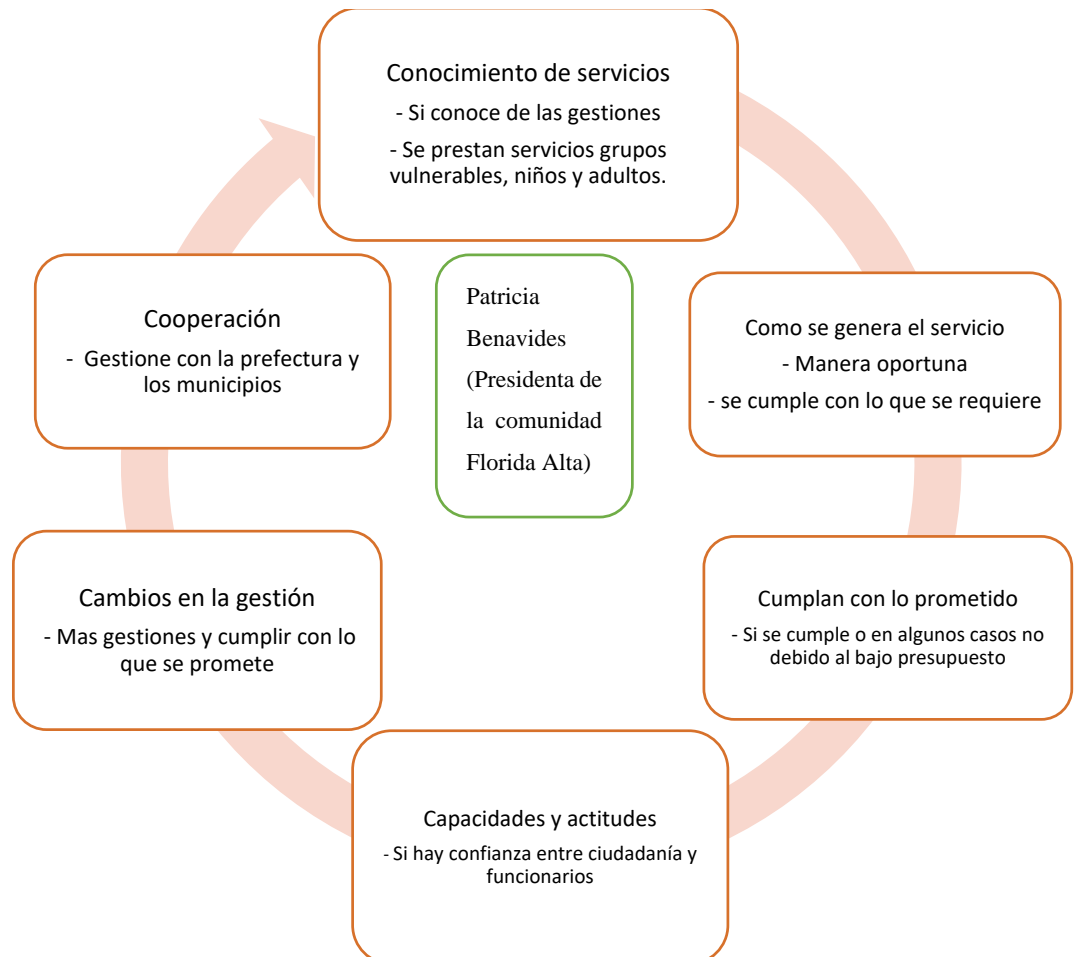 Conocimiento de servicios
- Si conoce de las gestiones
- Se prestan servicios grupos
vulnerables, niños y adultos.
Patricia
Benavides
(Presidenta de
la comunidad
Florida Alta)
Como se genera el servicio
- Manera oportuna
- se cumple con lo que se requiere
Cumplan con lo prometido
- Si se cumple o en algunos casos no
debido al bajo presupuesto
Capacidades y actitudes
- Si hay confianza entre ciudadanía y
funcionarios
Cambios en la gestión
- Mas gestiones y cumplir con lo
que se promete
Cooperación
- Gestione con la prefectura y
los municipios